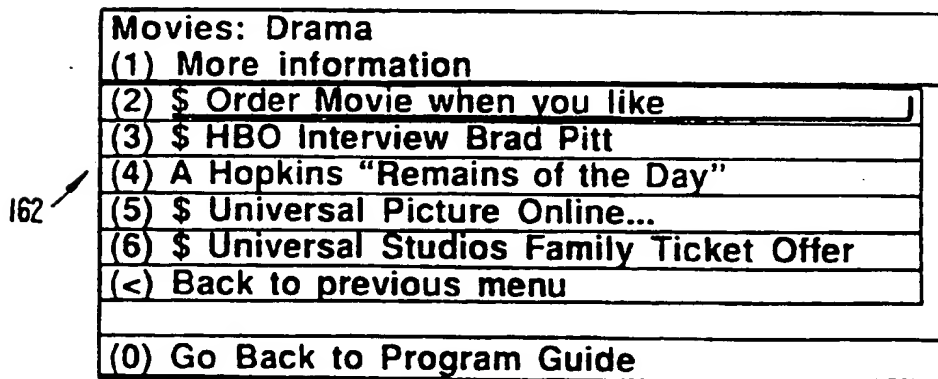 Movies: Drama
(1) More information
(2) $ Order Movie when you like
(3) $ HBO Interview Brad Pitt
(4) A Hopkins “Remains of the Day”
162
(5) $ Universal Picture Online...
(6) $ Universal Studios Family Ticket Offer
(<) Back to previous menu
(0) Go Back to Program Guide